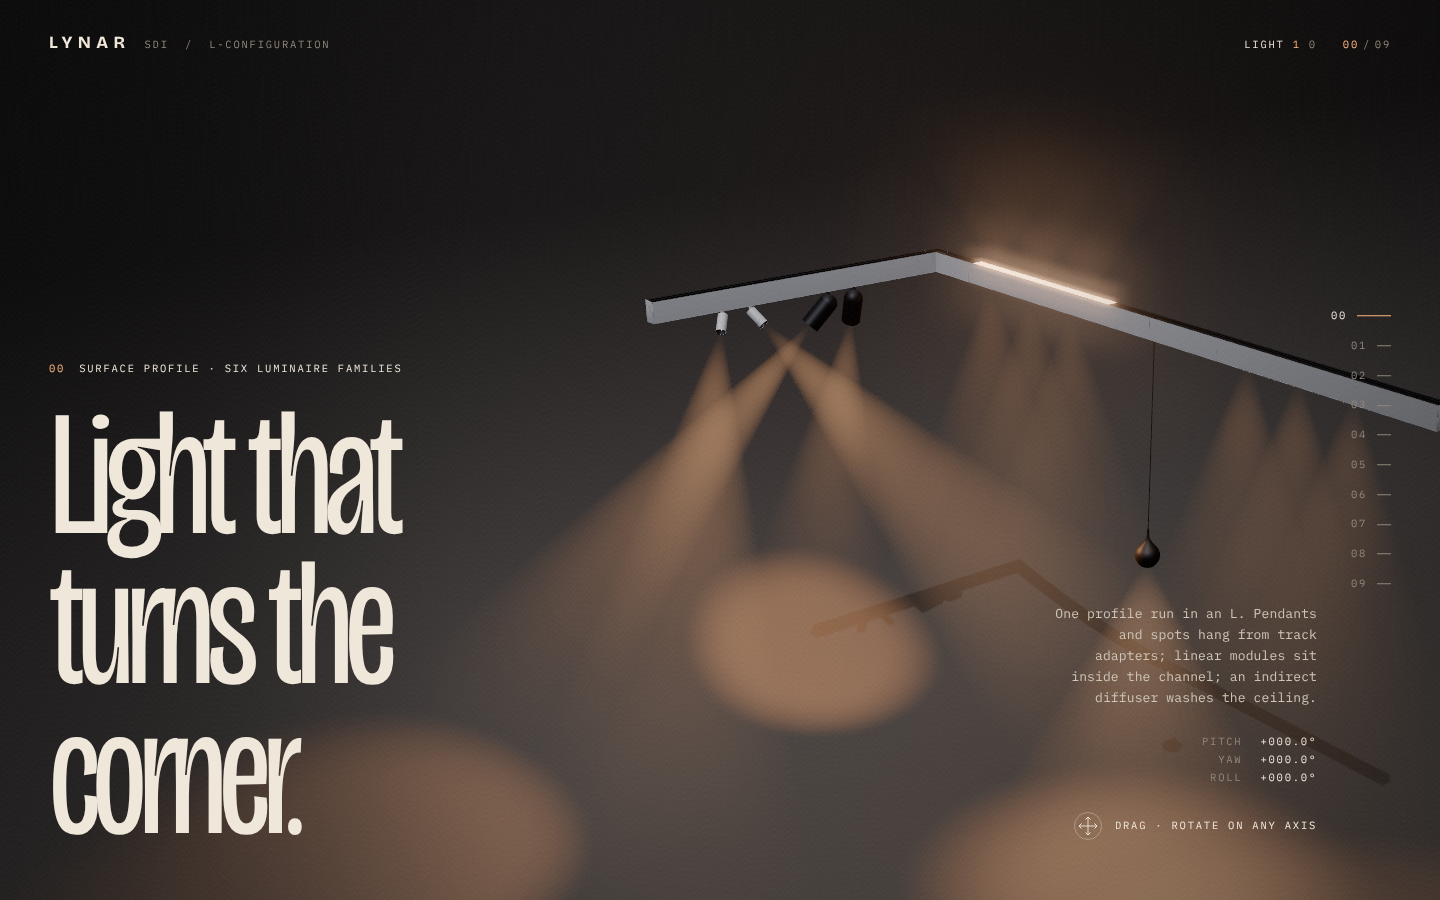 LYNAR SDI / L-CONFIGURATION
LIGHT 1 0 00 / 09
00
01
02
03
04
05
06
07
08
09
00 SURFACE PROFILE · SIX LUMINAIRE FAMILIES
Light that
turns the
corner.
One profile run in an L. Pendants
and spots hang from track
adapters; linear modules sit
inside the channel; an indirect
diffuser washes the ceiling.
PITCH +000.0°
YAW +000.0°
ROLL +000.0°
DRAG · ROTATE ON ANY AXIS